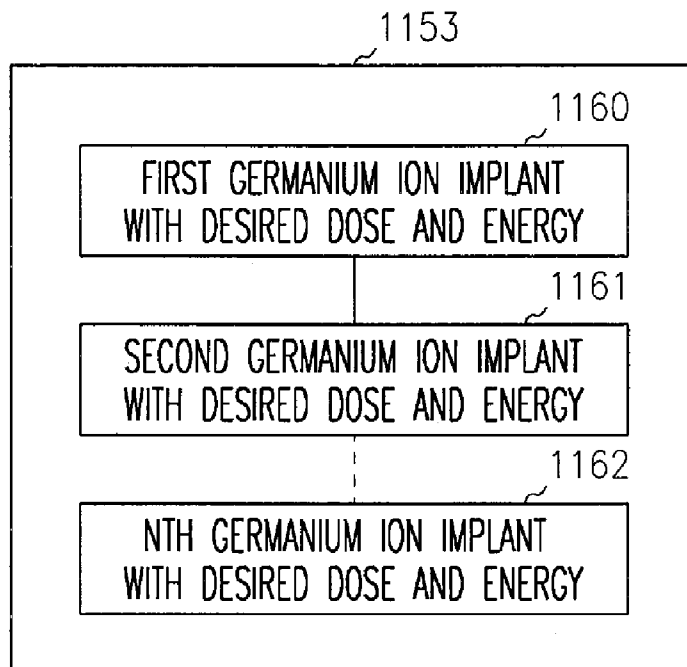 1153
1160
FIRST GERMANIUM ION IMPLANT
WITH DESIRED DOSE AND ENERGY
1161
SECOND GERMANIUM ION IMPLANT
WITH DESIRED DOSE AND ENERGY
1162
NTH GERMANIUM ION IMPLANT
WITH DESIRED DOSE AND ENERGY